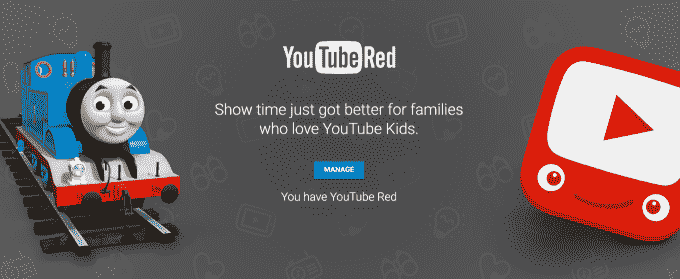 YouTube Red
Show time just got better for families
who love YouTube Kids.
MANAGE
You have YouTube Red